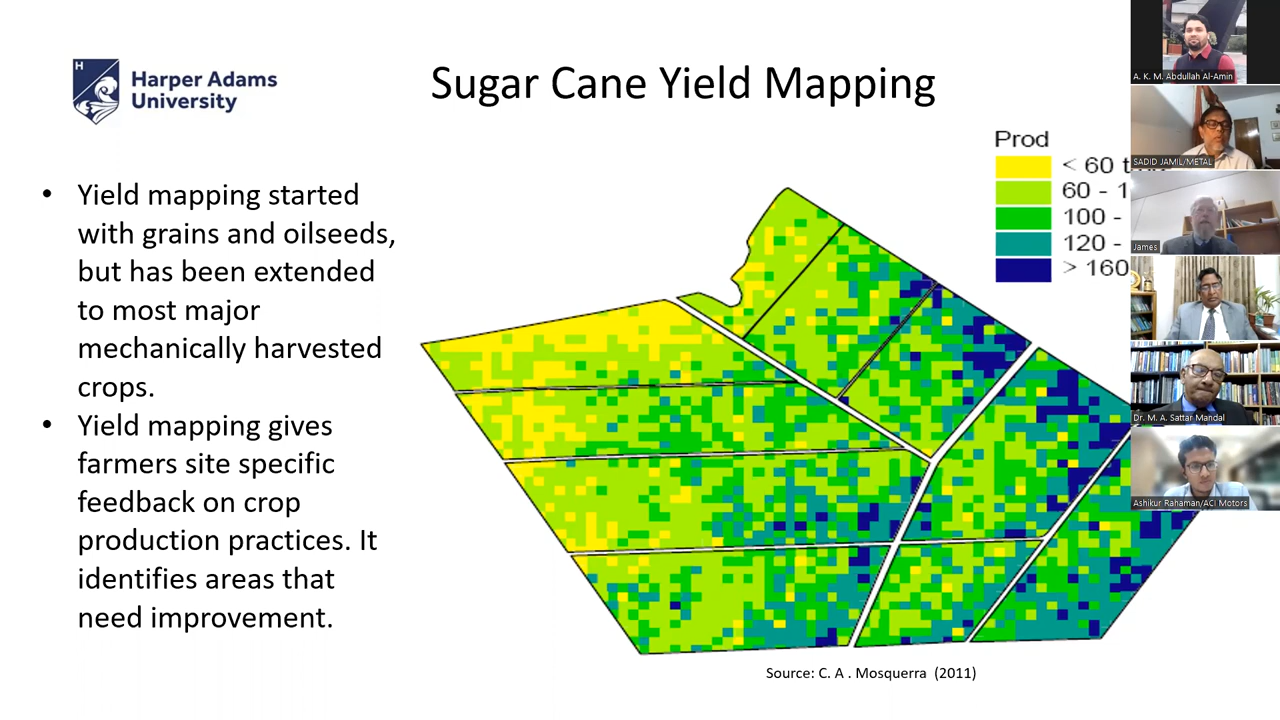 H
Harper Adams
University
Sugar Cane Yield Mapping
• Yield mapping started
with grains and oilseeds,
but has been extended
to most major
mechanically harvested
crops.
• Yield mapping gives
farmers site specific
feedback on crop
production practices. It
identifies areas that
need improvement.
Prod
< 60
60 - 1
100 -
120 -
> 160
Source: C. A . Mosquerra (2011)
A. K. M. Abdullah Al-Amin
SADID JAMIL/METAL
James
Dr. M. A. Sattar Mandal
Ashikur Rahaman/ACI Motors